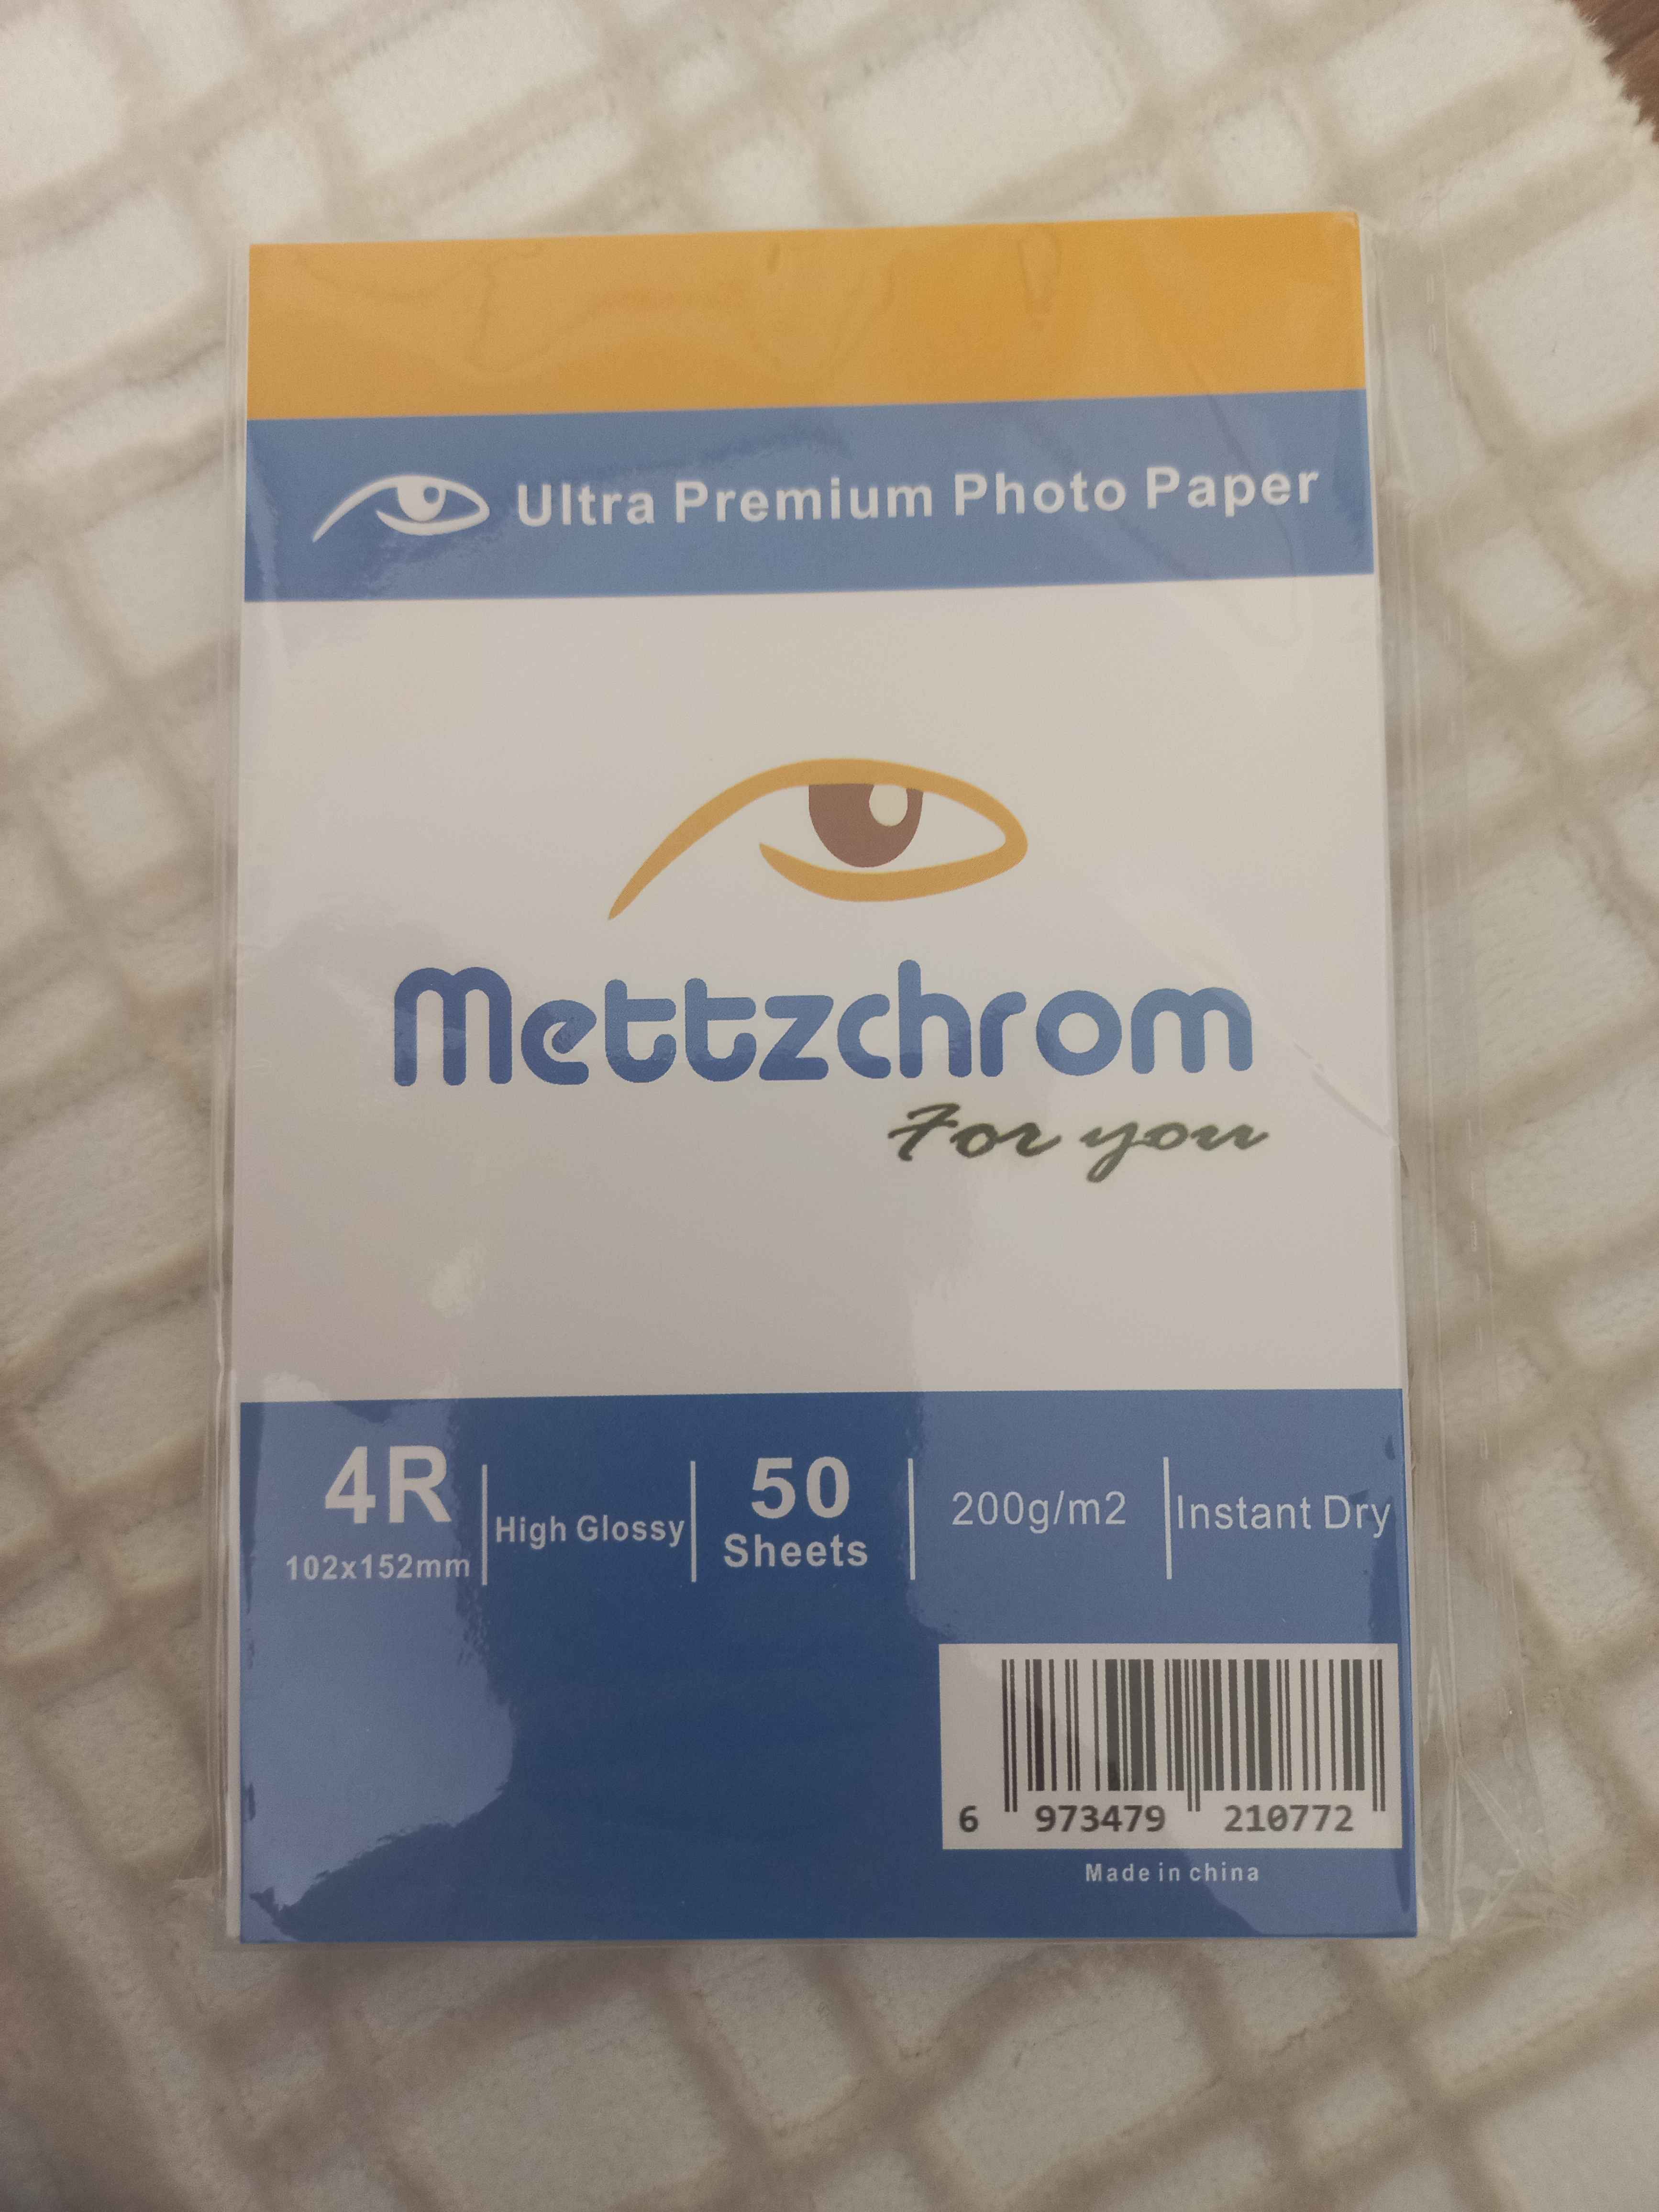 Ultra Premium Photo Paper
Mettzchrom
For you
4R
102x152mm
High Glossy
50
Sheets
200g/m2
Instant Dry
6 973479 210772
Made in china